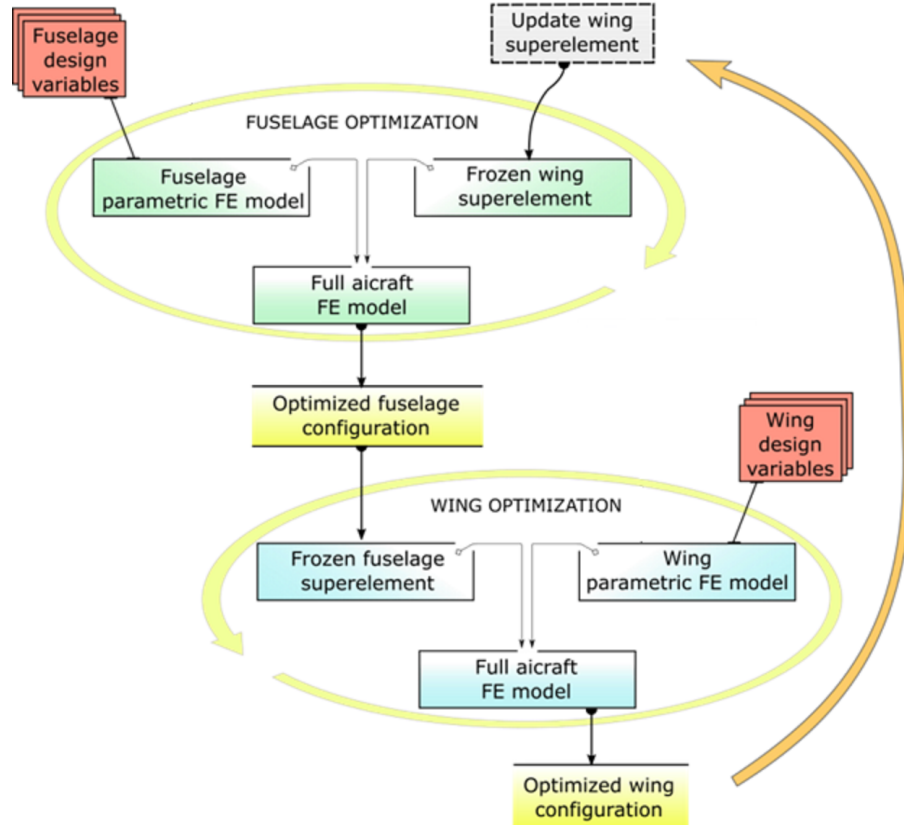 Fuselage
design
variables
Update wing
superelement
FUSELAGE OPTIMIZATION
Fuselage
parametric FE model
Frozen wing
superelement
Full aicraft
FE model
Optimized fuselage
configuration
Wing
design
variables
WING OPTIMIZATION
Frozen fuselage
superelement
Wing
parametric FE model
Full aicraft
FE model
Optimized wing
configuration